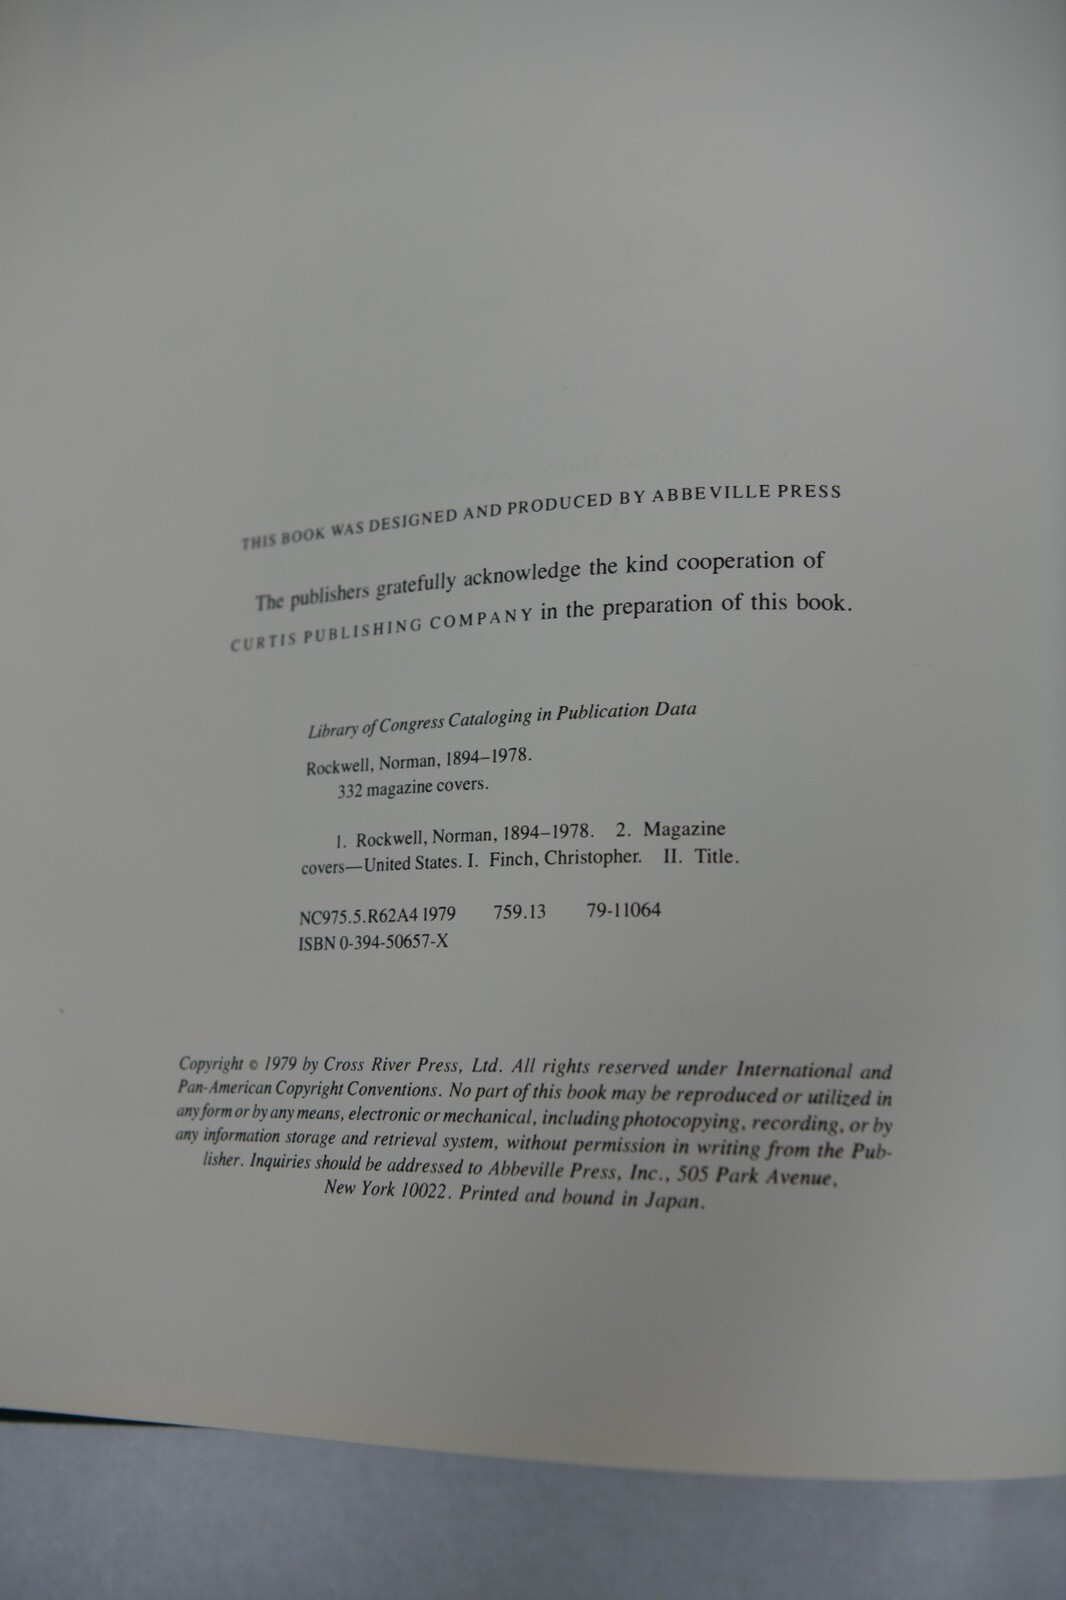 THIS BOOK WAS DESIGNED AND PRODUCED BY ABBEVILLE PRESS
The publishers gratefully acknowledge the kind cooperation of
CURTIS PUBLISHING COMPANY in the preparation of this book.
Library of Congress Cataloging in Publication Data
Rockwell, Norman, 1894–1978.
332 magazine covers.
1. Rockwell, Norman, 1894–1978. 2. Magazine
covers—United States. I. Finch, Christopher. II. Title.
NC975.5.R62A4 1979 759.13 79-11064
ISBN 0-394-50657-X
Copyright © 1979 by Cross River Press, Ltd. All rights reserved under International and
Pan-American Copyright Conventions. No part of this book may be reproduced or utilized in
any form or by any means, electronic or mechanical, including photocopying, recording, or by
any information storage and retrieval system, without permission in writing from the Pub-
lisher. Inquiries should be addressed to Abbeville Press, Inc., 505 Park Avenue,
New York 10022. Printed and bound in Japan.